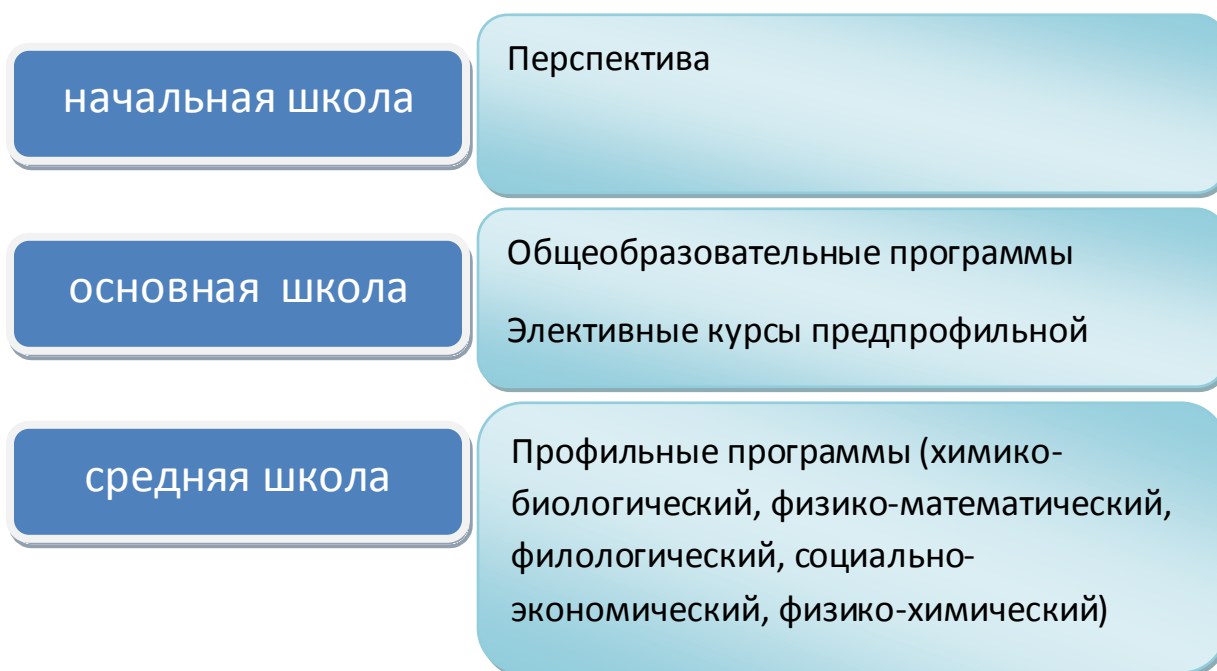 начальная школа
Перспектива
основная школа
Общеобразовательные программы
Элективные курсы предпрофильной
средняя школа
Профильные программы (химико-
биологический, физико-математический,
филологический, социально-
экономический, физико-химический)